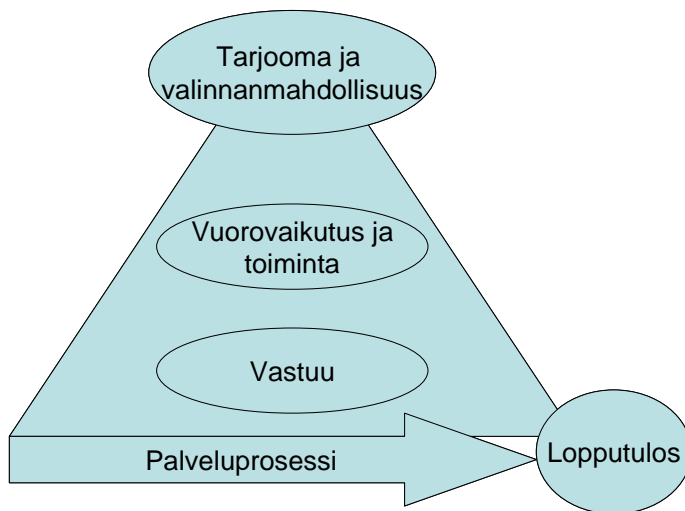 Tarjooma ja
valinnanmahdollisuus
Vuorovaikutus ja
toiminta
Vastuu
Palveluprosessi
Lopputulos